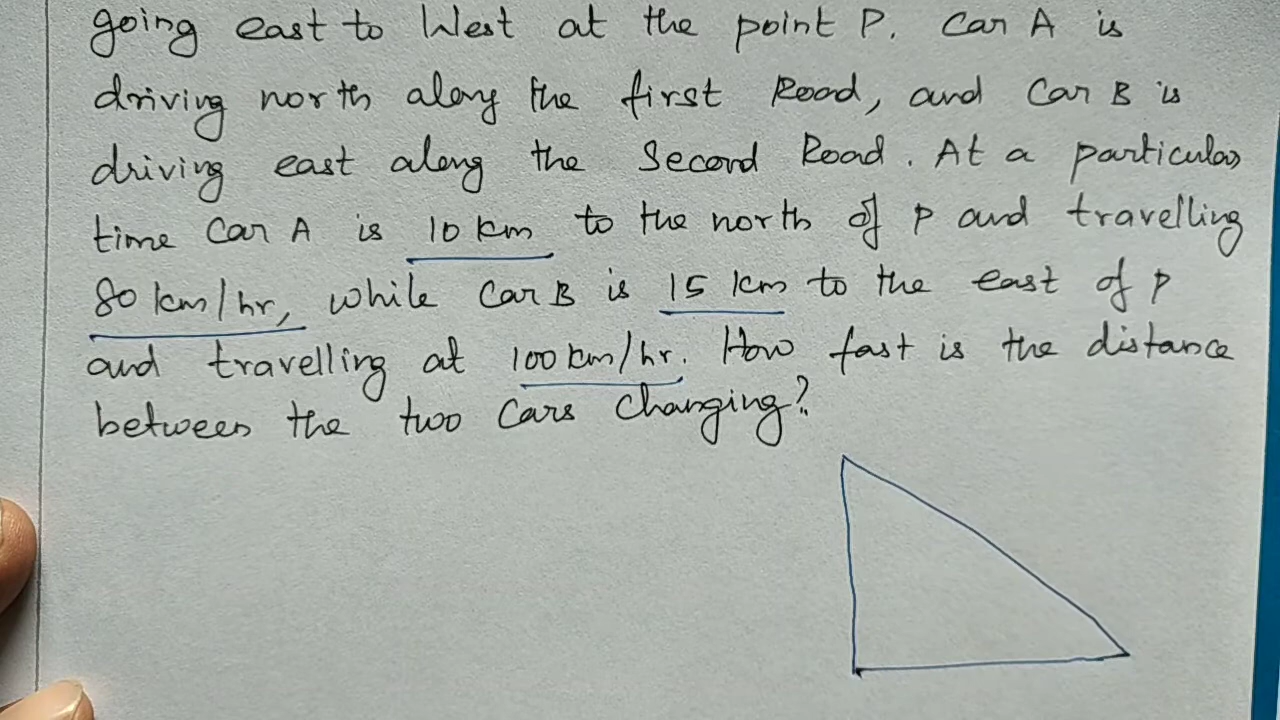 going east to West at the point P. Car A is
driving north along the first Road, and Car B is
driving east along the Second Road. At a particular
time Car A is 10 km to the north of P and travelling
80 km/hr, while Car B is 15 km to the east of P
and travelling at 100 km/hr. How fast is the distance
between the two Cars Changing?